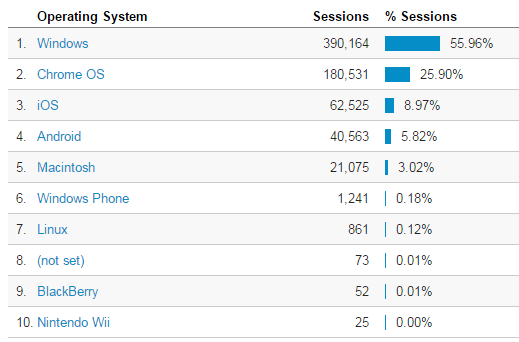 Operating System Sessions % Sessions
1. Windows 390,164 55.96%
2. Chrome OS 180,531 25.90%
3. iOS 62,525 8.97%
4. Android 40,563 5.82%
5. Macintosh 21,075 3.02%
6. Windows Phone 1,241 0.18%
7. Linux 861 0.12%
8. (not set) 73 0.01%
9. BlackBerry 52 0.01%
10. Nintendo Wii 25 0.00%